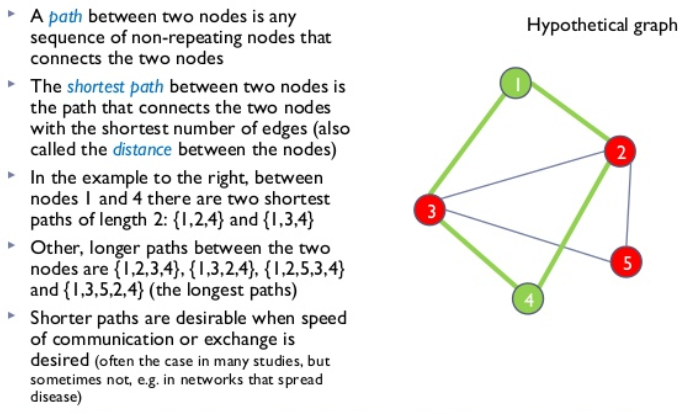 A path between two nodes is any
sequence of non-repeating nodes that
connects the two nodes
The shortest path between two nodes is
the path that connects the two nodes
with the shortest number of edges (also
called the distance between the nodes)
In the example to the right, between
nodes 1 and 4 there are two shortest
paths of length 2: {1,2,4} and {1,3,4}
Other, longer paths between the two
nodes are {1,2,3,4}, {1,3,2,4}, {1,2,5,3,4}
and {1,3,5,2,4} (the longest paths)
Shorter paths are desirable when speed
of communication or exchange is
desired (often the case in many studies, but
sometimes not, e.g. in networks that spread
disease)
Hypothetical graph
1
2
3
5
4